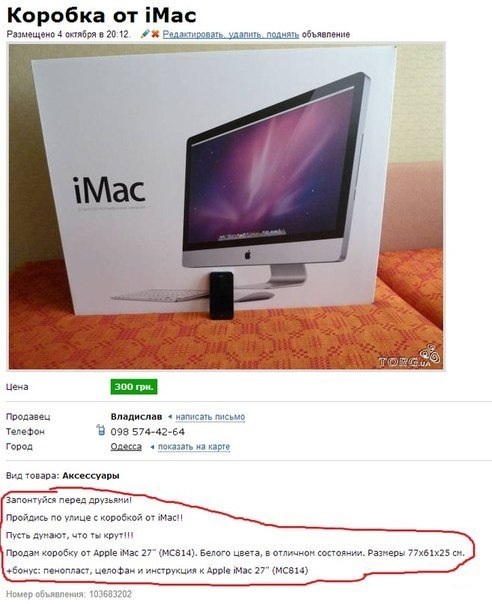 Коробка от iMac
Размещено 4 октября в 20:12. Редактировать, удалить, поднять объявление
iMac
TORG.UA
Цена 300 грн.
Продавец Владислав написать письмо
Телефон 098 574-42-64
Город Одесса показать на карте
Вид товара: Аксессуары
Запонтуйся перед друзьями!
Пройдись по улице с коробкой от iMac!!
Пусть думают, что ты крут!!!
Продам коробку от Apple iMac 27" (MC814). Белого цвета, в отличном состоянии. Размеры 77х61х25 см.
+бонус: пенопласт, целофан и инструкция к Apple iMac 27" (MC814)
Номер объявления: 103683202